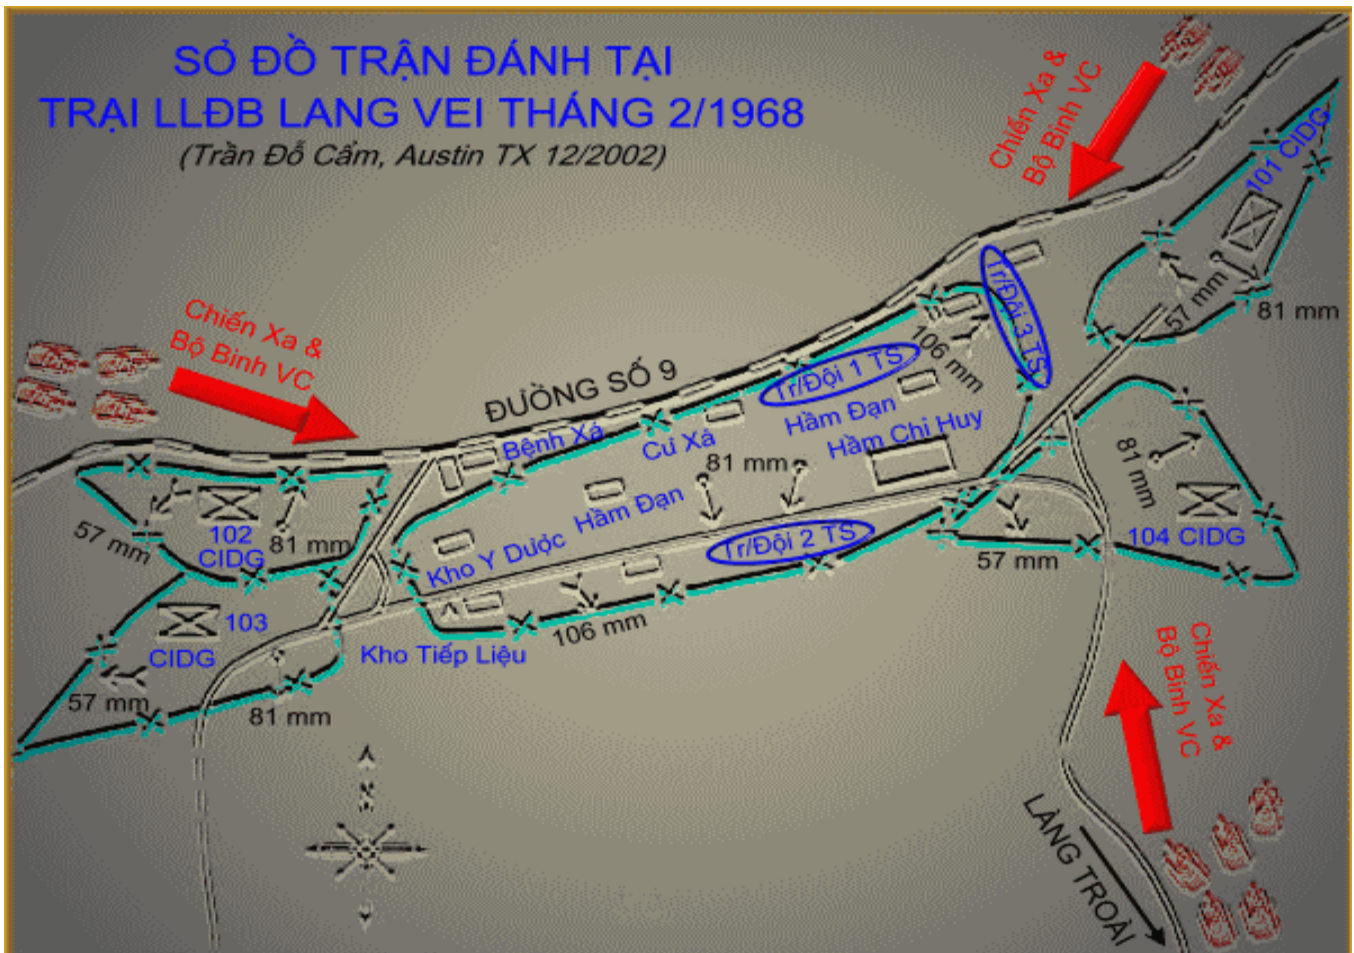 SỎ ĐỒ TRẬN ĐÁNH TẠI
TRẠI LLĐB LANG VEI THÁNG 2/1968
(Trần Đỗ Cẩm, Austin TX 12/2002)
Chiến Xa &
Bộ Binh VC
101 CIDG
57 mm
81 mm
Tr/Đội 3 TS
106 mm
Chiến Xa &
Bộ Binh VC
ĐƯỜNG SỐ 9
Tr/Đội 1 TS
Bệnh Xá
Cư Xá
Hầm Đạn
Hầm Chỉ Huy
81 mm
Hầm Đạn
81 mm
104 CIDG
57 mm
57 mm
102
CIDG
81 mm
Kho Y Dược
Tr/Đội 2 TS
103
CIDG
57 mm
81 mm
Kho Tiếp Liệu
106 mm
N
Chiến Xa &
Bộ Binh VC
LÀNG TROÀI